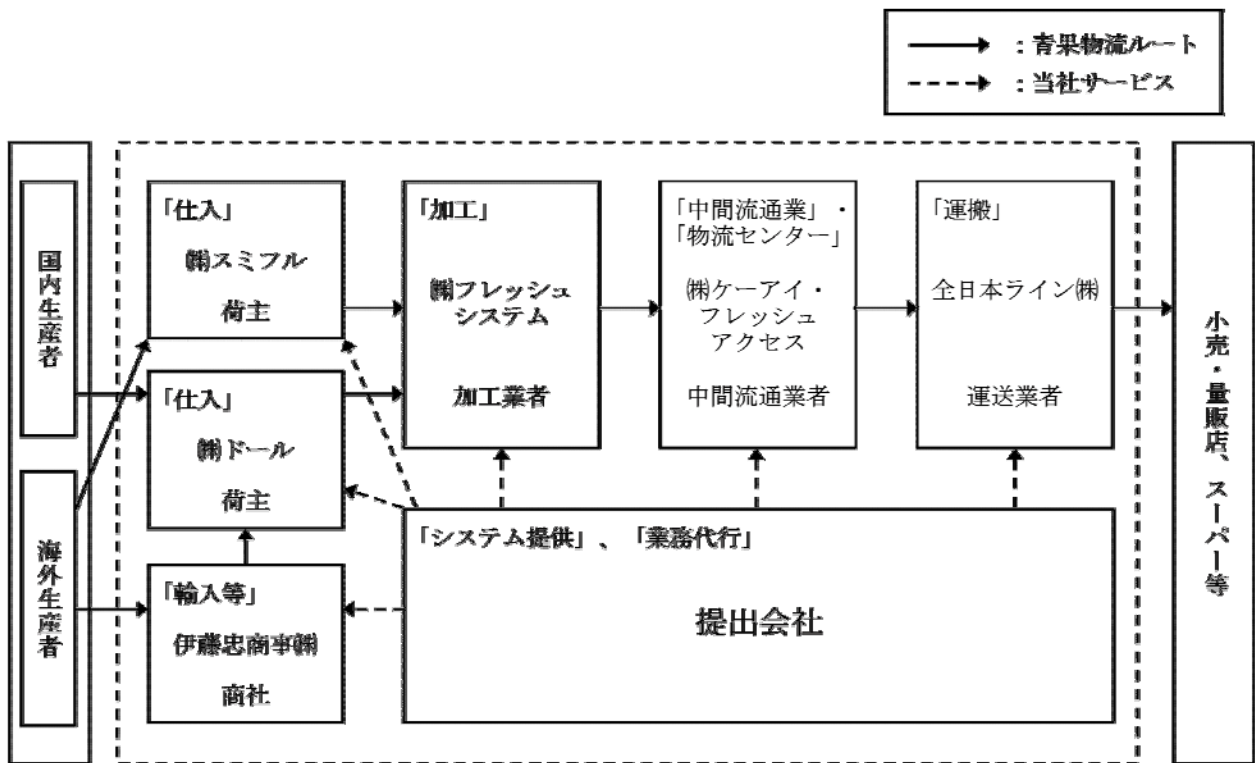 ：青果物流ルート
：当社サービス
国内生産者
海外生産者
「仕入」
㈱スミフル
荷主
「仕入」
㈱ドール
荷主
「輸入等」
伊藤忠商事㈱
商社
「加工」
㈱フレッシュ
システム
加工業者
「中間流通業」・
「物流センター」
㈱ケーアイ・
フレッシュ
アクセス
中間流通業者
「運搬」
全日本ライン㈱
運送業者
「システム提供」、「業務代行」
提出会社
小売・量販店、スーパー等